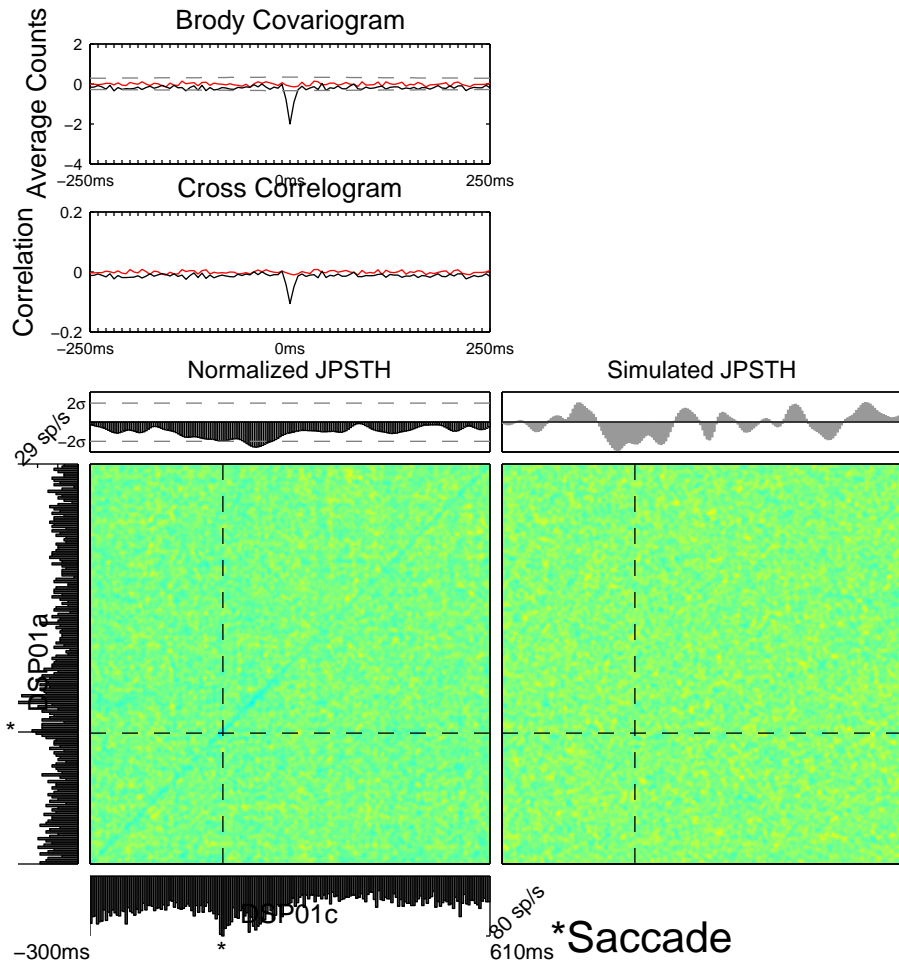 Brody Covariogram
Average Counts
2
0
−2
−4
−250ms
0ms
250ms
Cross Correlogram
Correlation
0.2
0
−0.2
−250ms
0ms
250ms
Normalized JPSTH
Simulated JPSTH
2σ
−2σ
29 sp/s
DSP01a
*
DSP01c
80 sp/s
*
−300ms
610ms
*Saccade